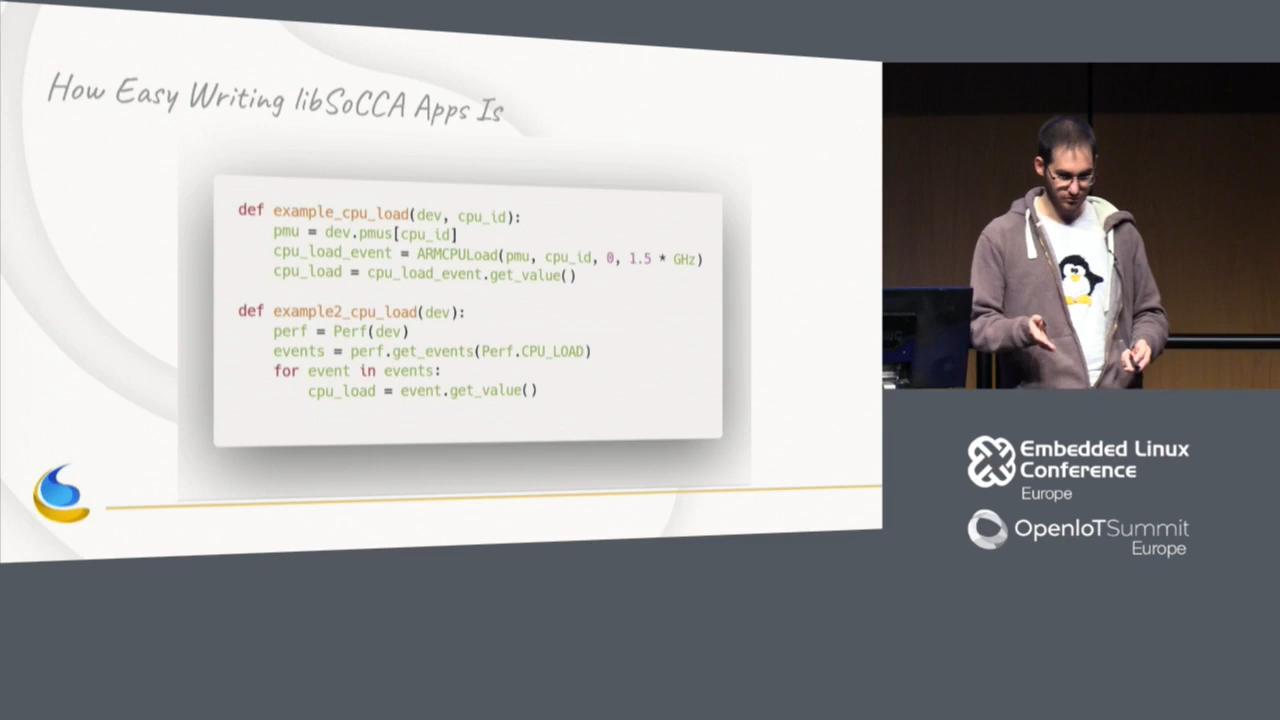 How Easy Writing libSoCCA Apps Is
def example_cpu_load(dev, cpu_id):
    pmu = dev.pmus[cpu_id]
    cpu_load_event = ARMCPULoad(pmu, cpu_id, 0, 1.5 * GHz)
    cpu_load = cpu_load_event.get_value()
def example2_cpu_load(dev):
    perf = Perf(dev)
    events = perf.get_events(Perf.CPU_LOAD)
    for event in events:
        cpu_load = event.get_value()
Embedded Linux
Conference
Europe
OpenIoTSummit
Europe